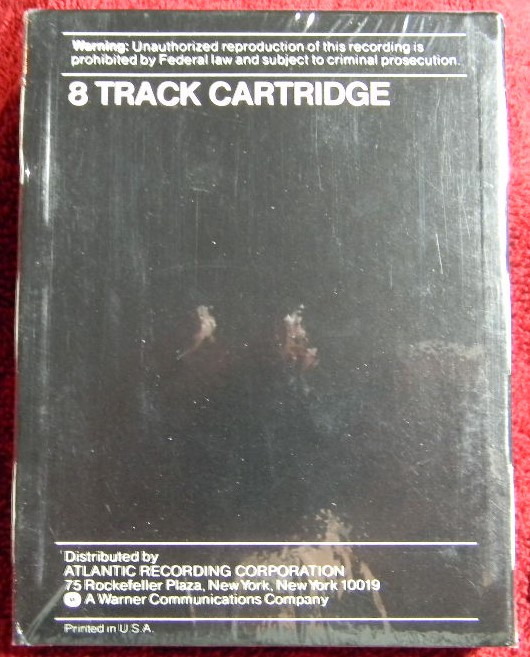 Warning: Unauthorized reproduction of this recording is
prohibited by Federal law and subject to criminal prosecution.
8 TRACK CARTRIDGE
Distributed by
ATLANTIC RECORDING CORPORATION
75 Rockefeller Plaza, New York, New York 10019
A Warner Communications Company
Printed in U.S.A.